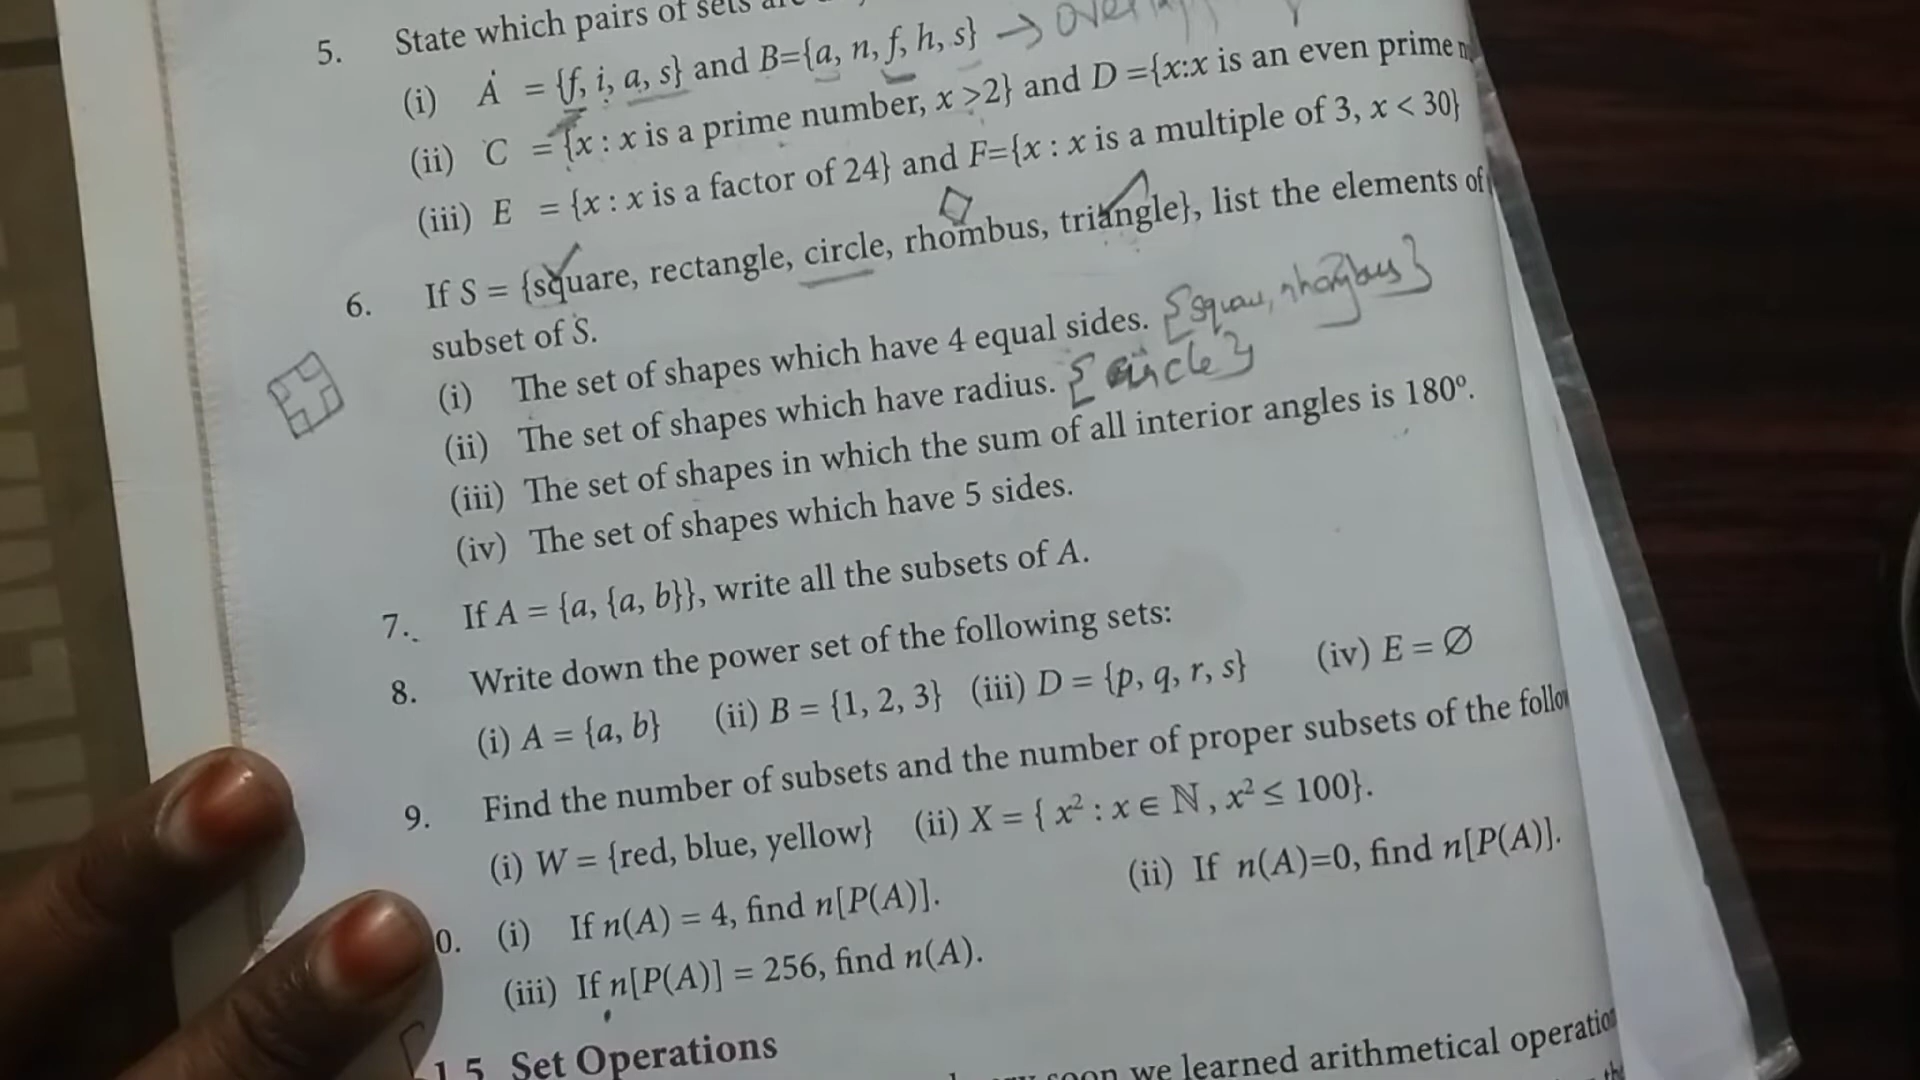 5. State which pairs of sets are
(i) A = {f, i, a, s} and B={a, n, f, h, s} →
(ii) C = {x : x is a prime number, x >2} and D ={x:x is an even prime
(iii) E = {x : x is a factor of 24} and F={x : x is a multiple of 3, x < 30}
6. If S = {square, rectangle, circle, rhombus, triangle}, list the elements of
subset of S.
(i) The set of shapes which have 4 equal sides. {square, rhombus}
(ii) The set of shapes which have radius. {circle}
(iii) The set of shapes in which the sum of all interior angles is 180°.
(iv) The set of shapes which have 5 sides.
7. If A = {a, {a, b}}, write all the subsets of A.
8. Write down the power set of the following sets:
(i) A = {a, b} (ii) B = {1, 2, 3} (iii) D = {p, q, r, s} (iv) E = ∅
9. Find the number of subsets and the number of proper subsets of the follo
(i) W = {red, blue, yellow} (ii) X = { x² : x ∈ ℕ, x² ≤ 100}.
0. (i) If n(A) = 4, find n[P(A)]. (ii) If n(A)=0, find n[P(A)].
(iii) If n[P(A)] = 256, find n(A).
1.5 Set Operations
soon we learned arithmetical operatio